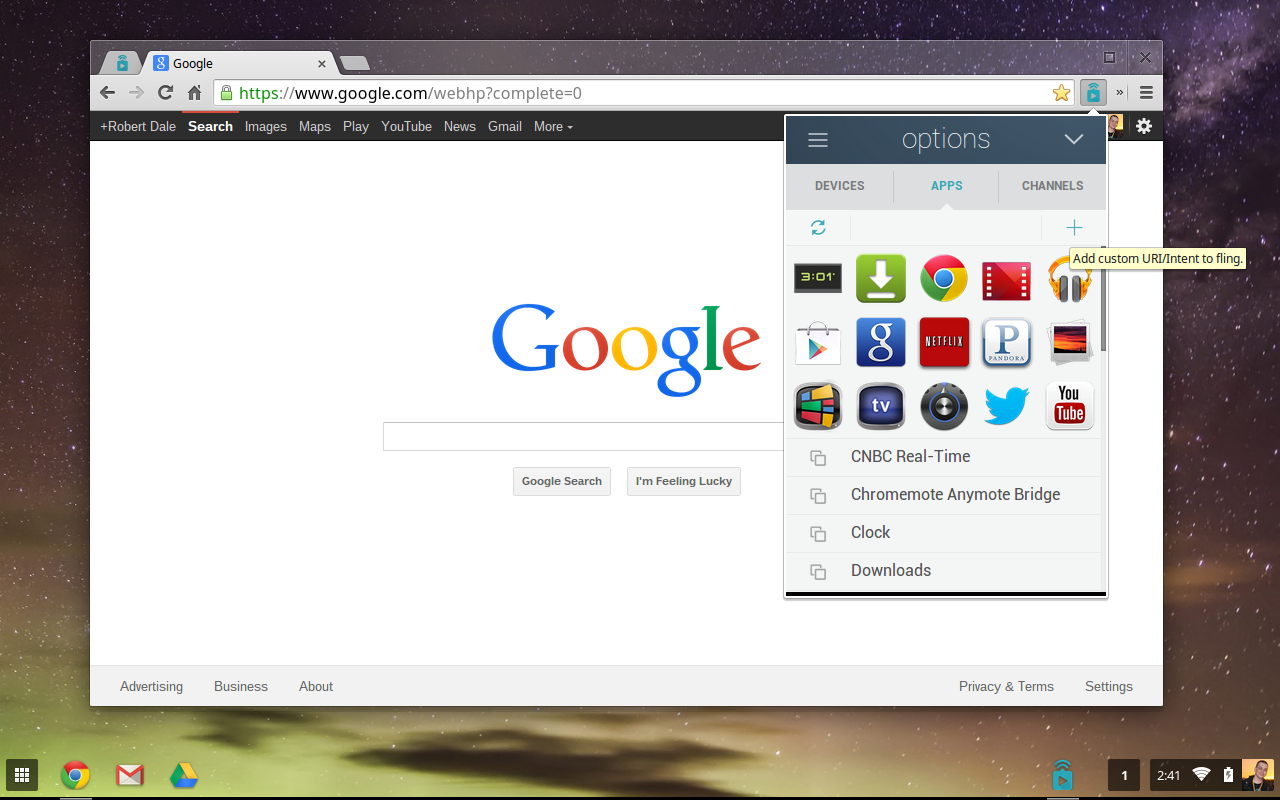 Google
https://www.google.com/webhp?complete=0
»
+Robert Dale Search Images Maps Play YouTube News Gmail More
options
DEVICES APPS CHANNELS
Add custom URI/Intent to fling.
3:01
g NETFLIX P PANDORA
tv You Tube
Google
CNBC Real-Time
Google Search I'm Feeling Lucky
Chromemote Anymote Bridge
Clock
Downloads
Advertising Business About Privacy & Terms Settings
1 2:41